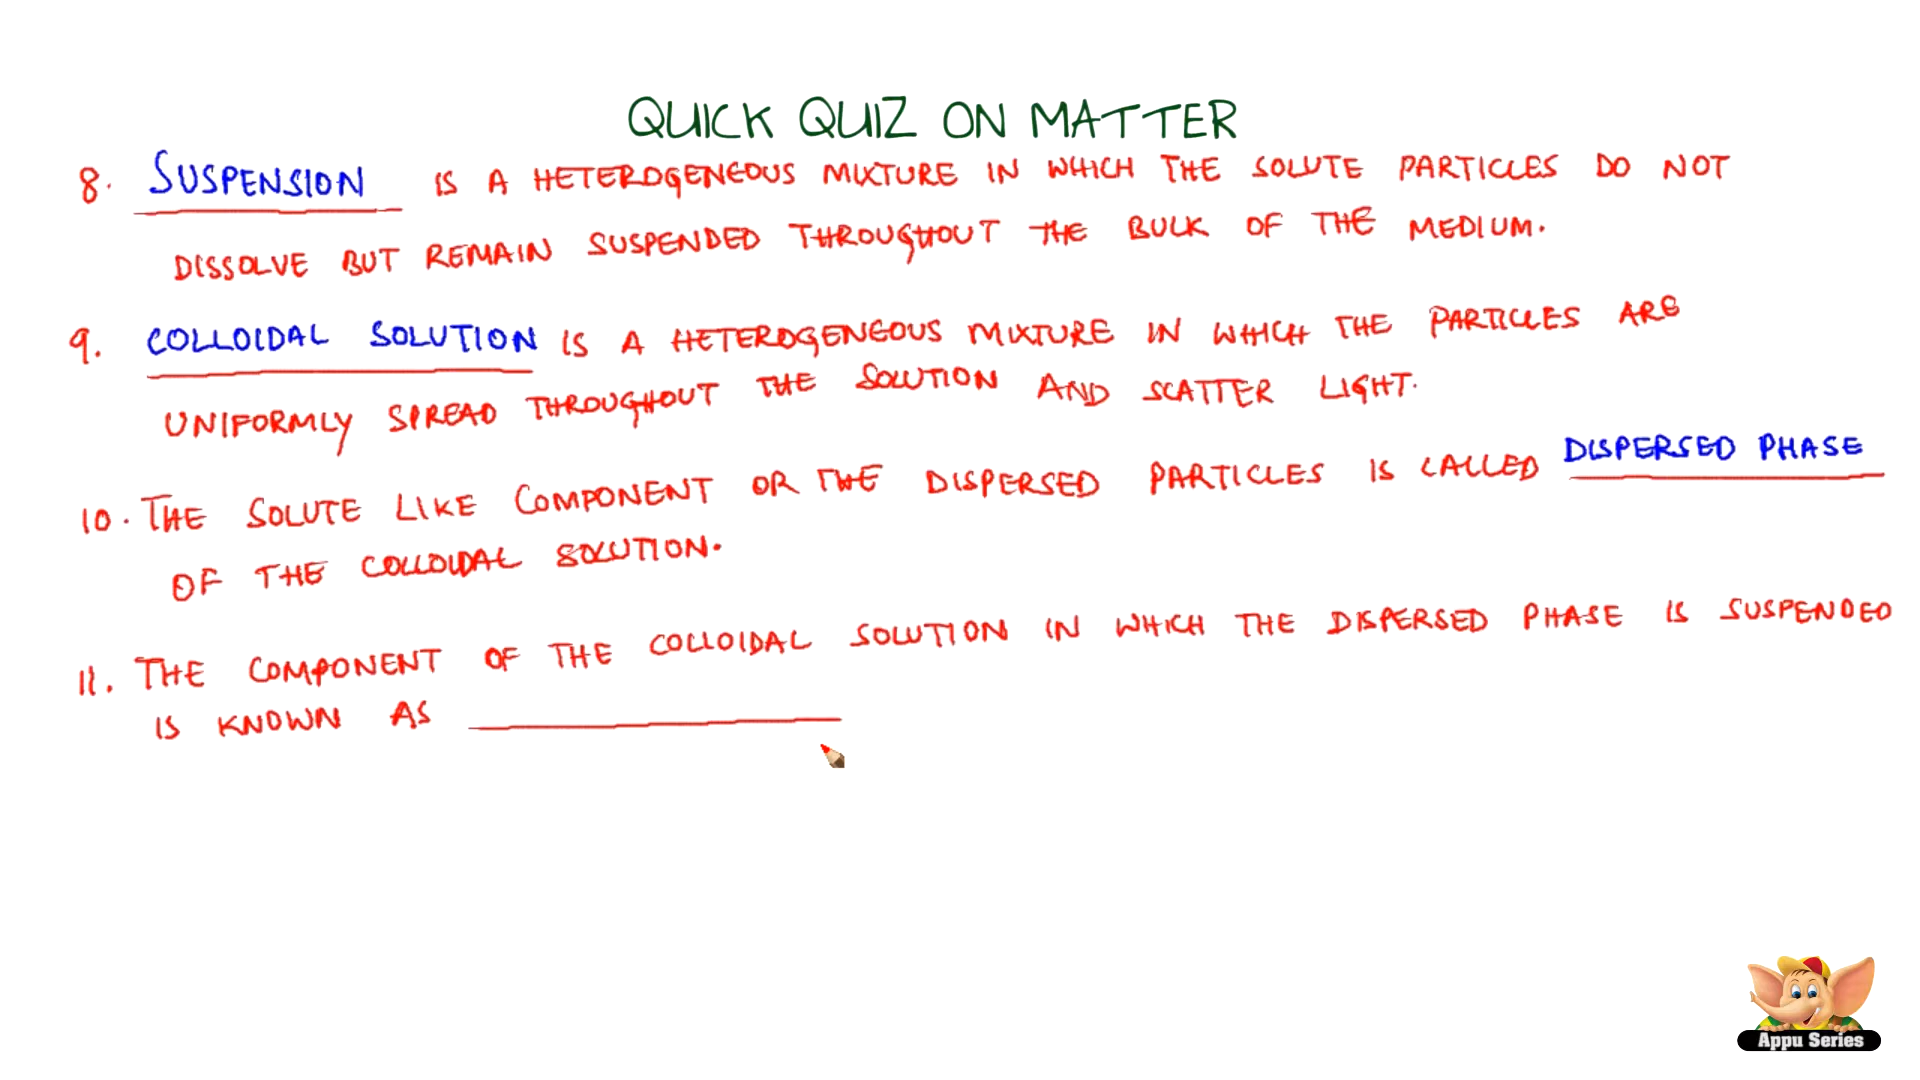 QUICK QUIZ ON MATTER
8. SUSPENSION IS A HETEROGENEOUS MIXTURE IN WHICH THE SOLUTE PARTICLES DO NOT
DISSOLVE BUT REMAIN SUSPENDED THROUGHOUT THE BULK OF THE MEDIUM.
9. COLLOIDAL SOLUTION IS A HETEROGENEOUS MIXTURE IN WHICH THE PARTICLES ARE
UNIFORMLY SPREAD THROUGHOUT THE SOLUTION AND SCATTER LIGHT.
10. THE SOLUTE LIKE COMPONENT OR THE DISPERSED PARTICLES IS CALLED DISPERSED PHASE
OF THE COLLOIDAL SOLUTION.
11. THE COMPONENT OF THE COLLOIDAL SOLUTION IN WHICH THE DISPERSED PHASE IS SUSPENDED
IS KNOWN AS
Appu Series